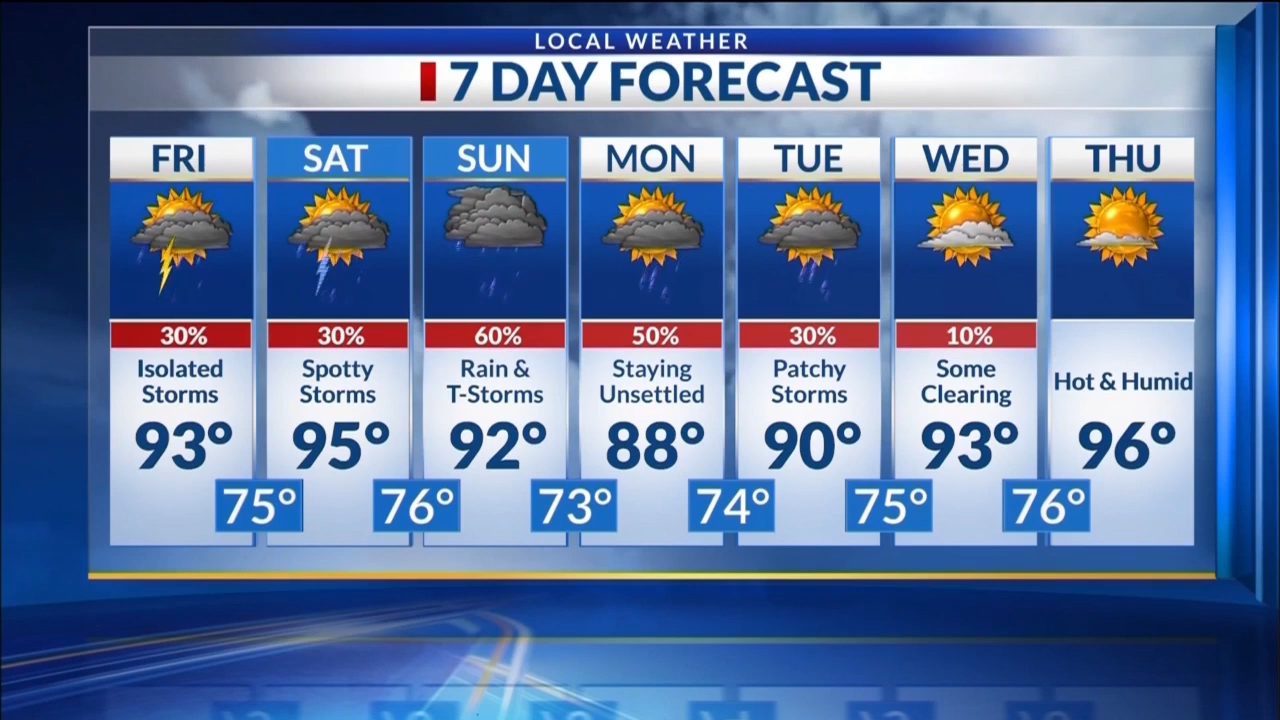 LOCAL WEATHER
7 DAY FORECAST
FRI SAT SUN MON TUE WED THU
30% 30% 60% 50% 30% 10%
Isolated Spotty Rain & Staying Patchy Some
Storms Storms T-Storms Unsettled Storms Clearing
Hot & Humid
93° 95° 92° 88° 90° 93° 96°
75° 76° 73° 74° 75° 76°